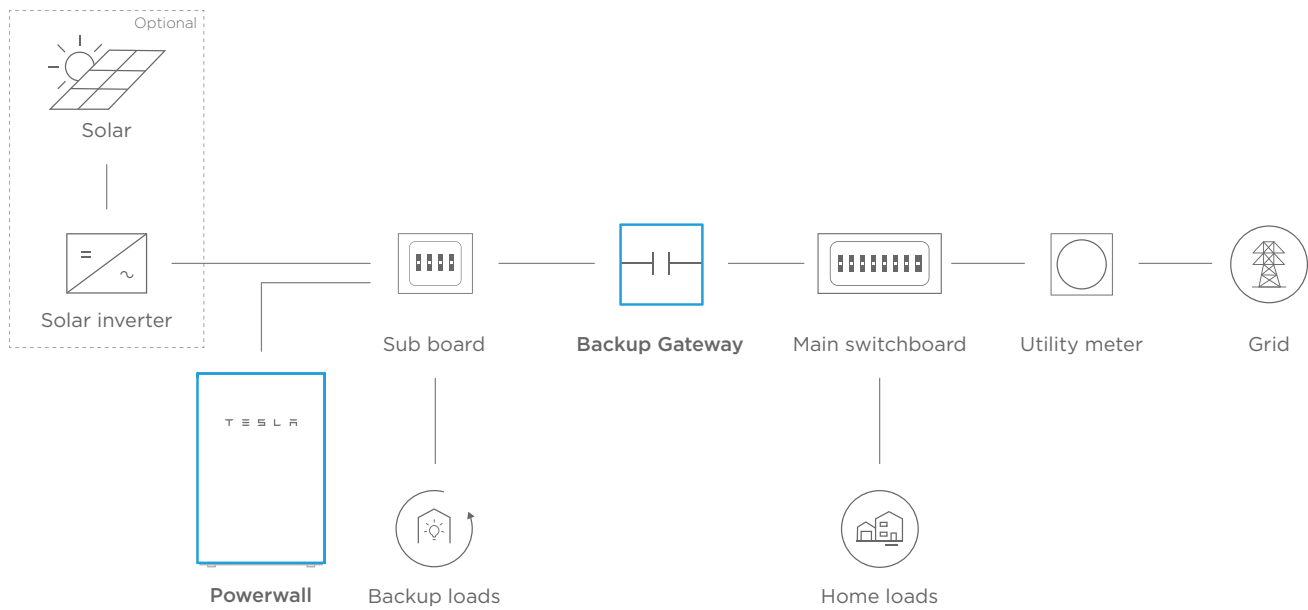 Optional
Solar
Solar inverter
Sub board
Backup Gateway
Main switchboard
Utility meter
Grid
TESLA
Powerwall
Backup loads
Home loads